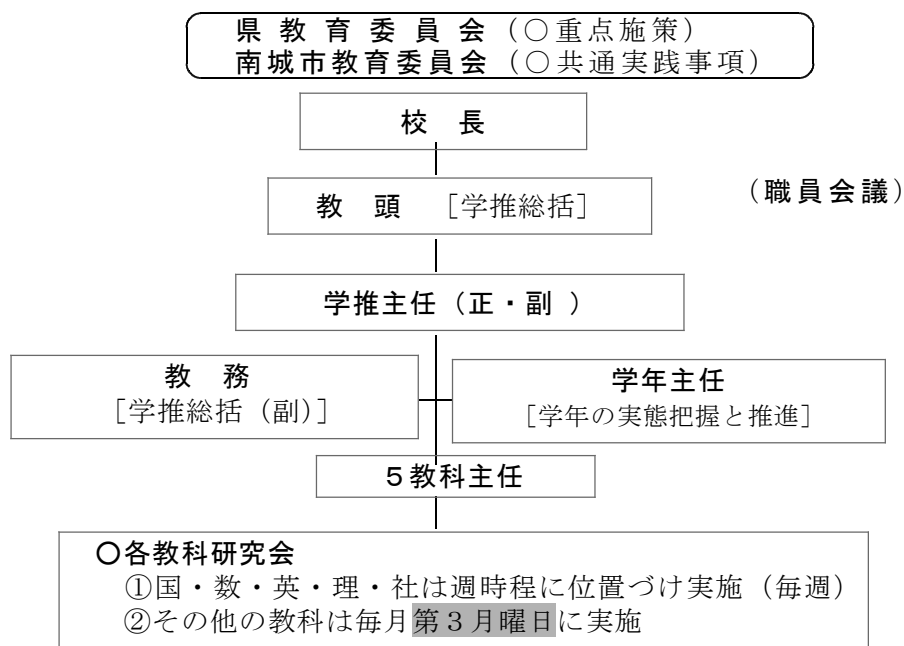 県教育委員会（○重点施策）
南城市教育委員会（○共通実践事項）
校　長
教　頭　［学推総括］
（職員会議）
学推主任（正・副 ）
教　務
［学推総括（副）］
学年主任
［学年の実態把握と推進］
５教科主任
○各教科研究会
①国・数・英・理・社は週時程に位置づけ実施（毎週）
②その他の教科は毎月第３月曜日に実施